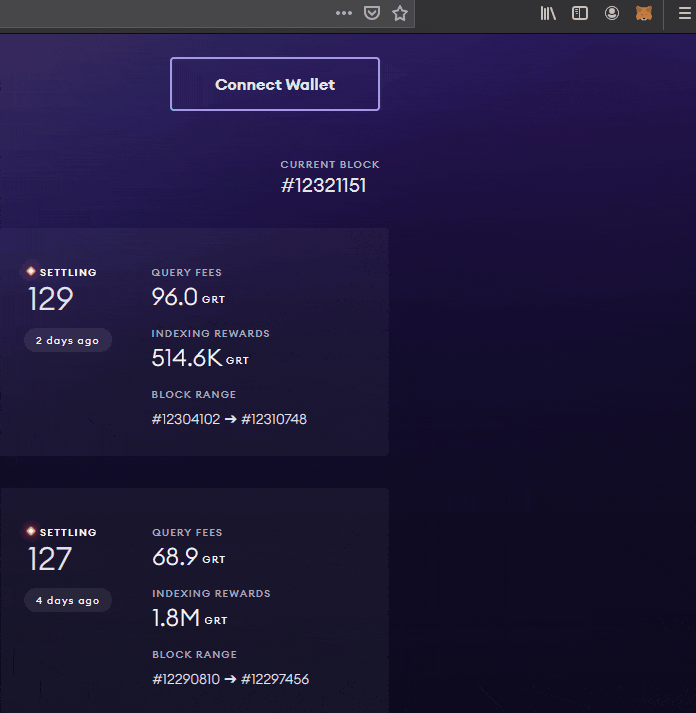 Connect Wallet
CURRENT BLOCK
#12321151
SETTLING
129
2 days ago
QUERY FEES
96.0 GRT
INDEXING REWARDS
514.6K GRT
BLOCK RANGE
#12304102 ➔ #12310748
SETTLING
127
4 days ago
QUERY FEES
68.9 GRT
INDEXING REWARDS
1.8M GRT
BLOCK RANGE
#12290810 ➔ #12297456